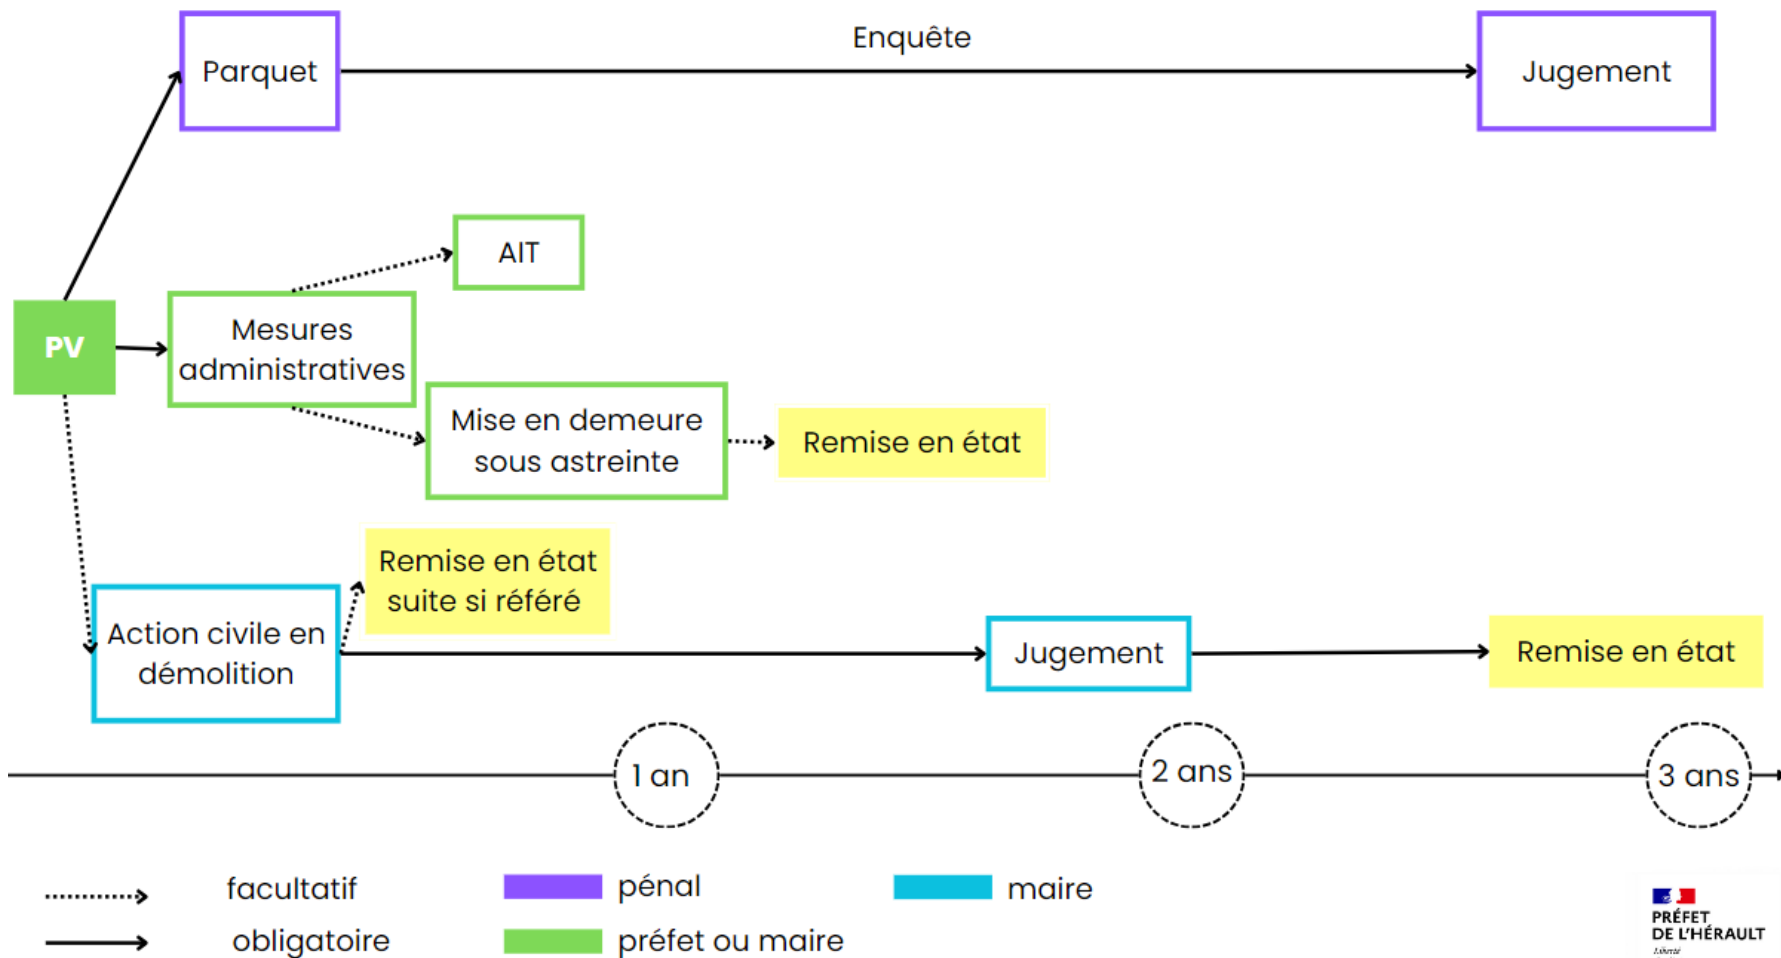 Enquête
Parquet
Jugement
AIT
PV
Mesures
administratives
Mise en demeure
sous astreinte
Remise en état
Remise en état
suite si référé
Action civile en
démolition
Jugement
Remise en état
1 an
2 ans
3 ans
facultatif
pénal
maire
obligatoire
préfet ou maire
PRÉFET
DE L'HÉRAULT
Liberté